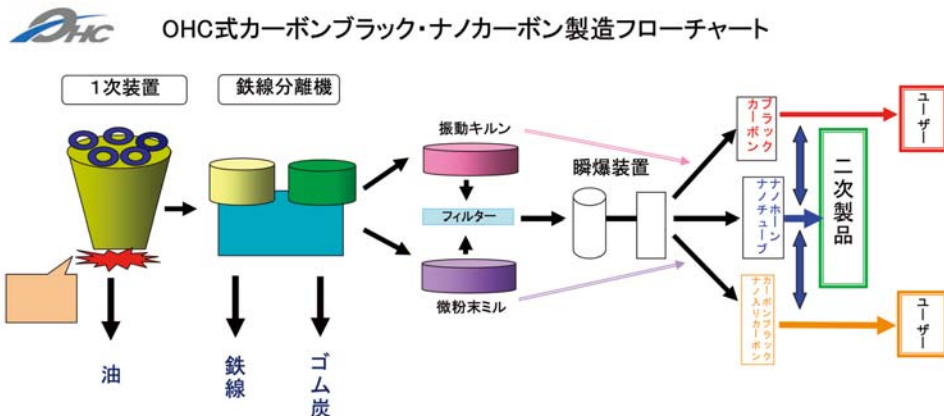 OHC
OHC式カーボンブラック・ナノカーボン製造フローチャート
１次装置
鉄線分離機
振動キルン
フィルター
微粉末ミル
瞬爆装置
ブラック
カーボン
ナノホーン
ナノチューブ
カーボンブラック
ナノ入りカーボン
二次製品
ユーザー
ユーザー
油
鉄線
ゴム炭